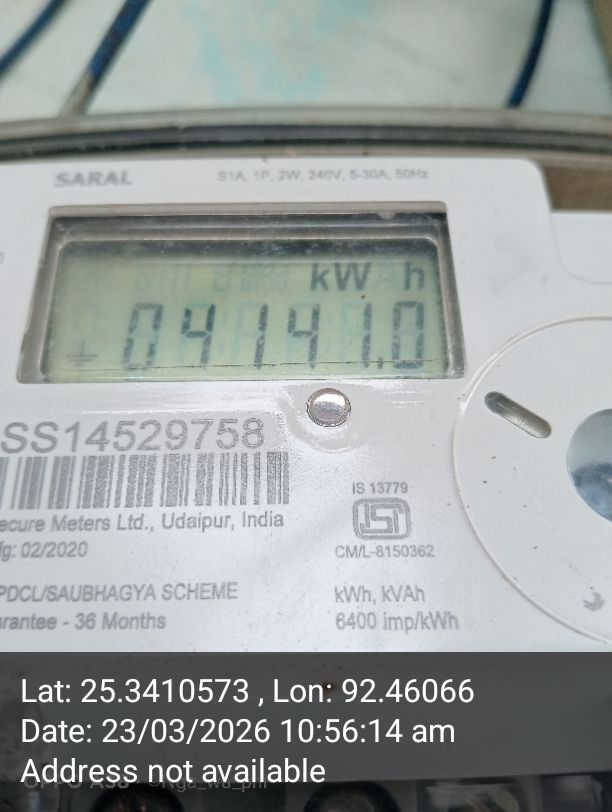 SARAL
S1A, 1P, 2W, 240V, 5-30A, 50Hz
kW h
04141.0
SS14529758
ecure Meters Ltd., Udaipur, India
fg: 02/2020
PDCL/SAUBHAGYA SCHEME
arantee - 36 Months
IS 13779
ISI
CM/L-8150362
kWh, kVAh
6400 imp/kWh
Lat: 25.3410573 , Lon: 92.46066
Date: 23/03/2026 10:56:14 am
Address not available